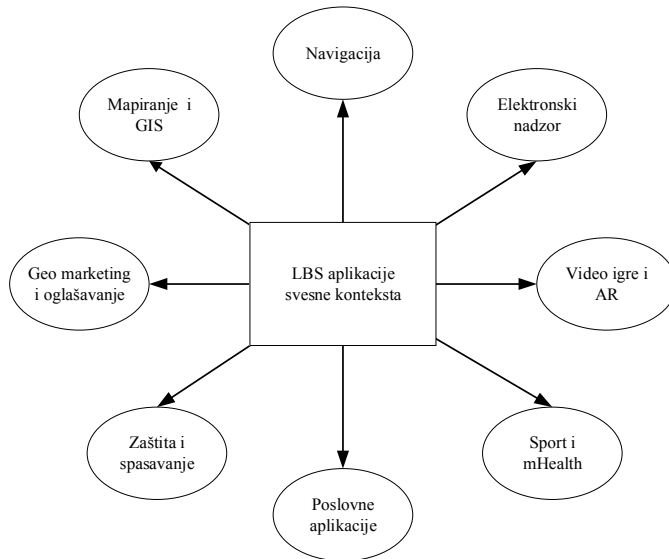 Navigacija
Mapiranje i
GIS
Elektronski
nadzor
Geo marketing
i oglašavanje
LBS aplikacije
svesne konteksta
Video igre i
AR
Zaštita i
spasavanje
Sport i
mHealth
Poslovne
aplikacije